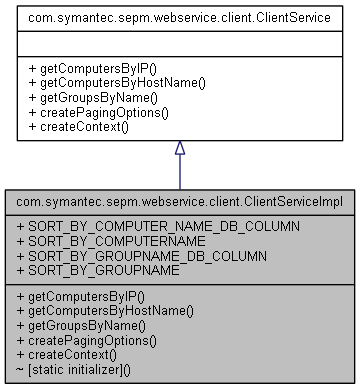 com.symantec.sepm.webservice.client.ClientService
+ getComputersByIP()
+ getComputersByHostName()
+ getGroupsByName()
+ createPagingOptions()
+ createContext()
com.symantec.sepm.webservice.client.ClientServiceImpl
+ SORT_BY_COMPUTER_NAME_DB_COLUMN
+ SORT_BY_COMPUTERNAME
+ SORT_BY_GROUPNAME_DB_COLUMN
+ SORT_BY_GROUPNAME
+ getComputersByIP()
+ getComputersByHostName()
+ getGroupsByName()
+ createPagingOptions()
+ createContext()
~ [static initializer]()